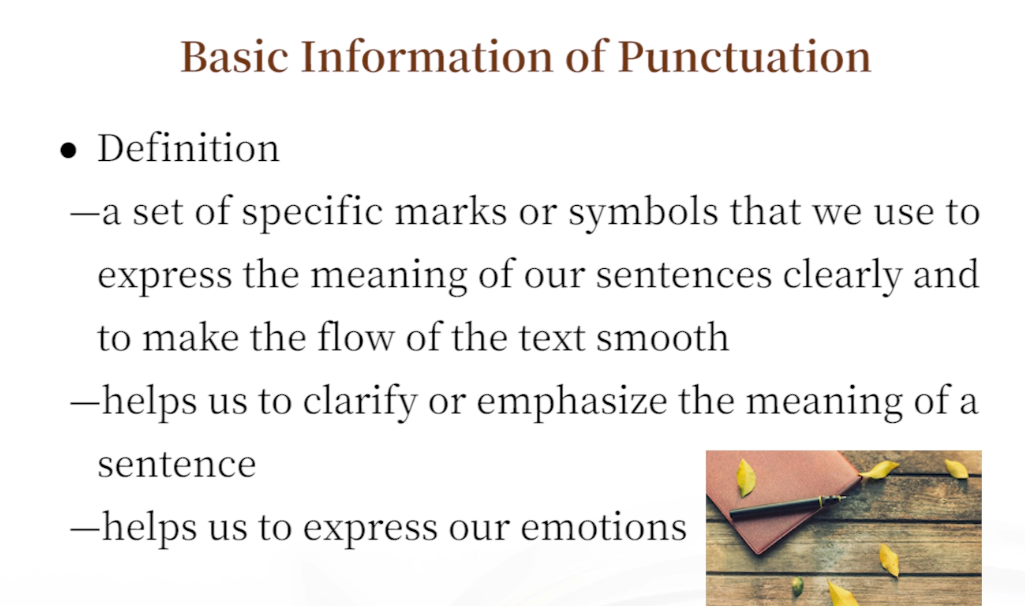 Basic Information of Punctuation
● Definition
—a set of specific marks or symbols that we use to
express the meaning of our sentences clearly and
to make the flow of the text smooth
—helps us to clarify or emphasize the meaning of a
sentence
—helps us to express our emotions